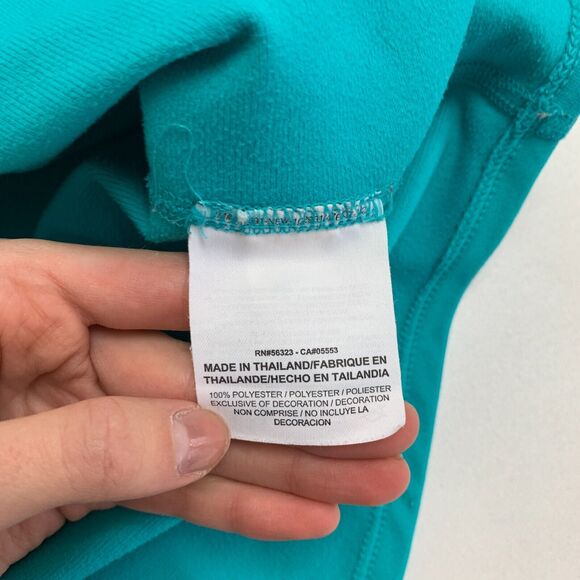 RN#56323 - CA#05553
MADE IN THAILAND/FABRIQUE EN
THAILANDE/HECHO EN TAILANDIA
100% POLYESTER / POLYESTER / POLIESTER
EXCLUSIVE OF DECORATION / DECORATION
NON COMPRISE / NO INCLUYE LA
DECORACION